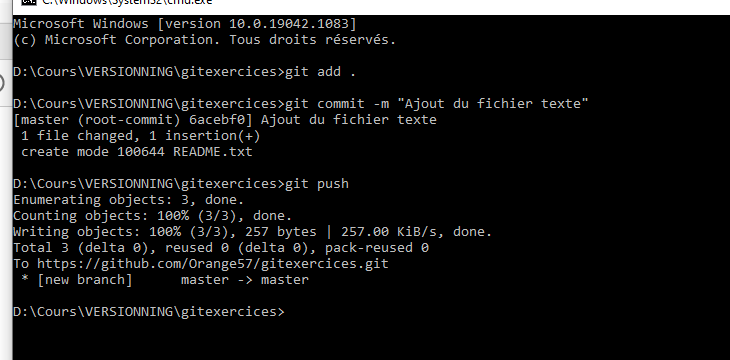 C:\Windows\System32\cmd.exe
Microsoft Windows [version 10.0.19042.1083]
(c) Microsoft Corporation. Tous droits réservés.
D:\Cours\VERSIONNING\gitexercices>git add .
D:\Cours\VERSIONNING\gitexercices>git commit -m "Ajout du fichier texte"
[master (root-commit) 6acebf0] Ajout du fichier texte
 1 file changed, 1 insertion(+)
 create mode 100644 README.txt
D:\Cours\VERSIONNING\gitexercices>git push
Enumerating objects: 3, done.
Counting objects: 100% (3/3), done.
Writing objects: 100% (3/3), 257 bytes | 257.00 KiB/s, done.
Total 3 (delta 0), reused 0 (delta 0), pack-reused 0
To https://github.com/Orange57/gitexercices.git
 * [new branch]      master -> master
D:\Cours\VERSIONNING\gitexercices>